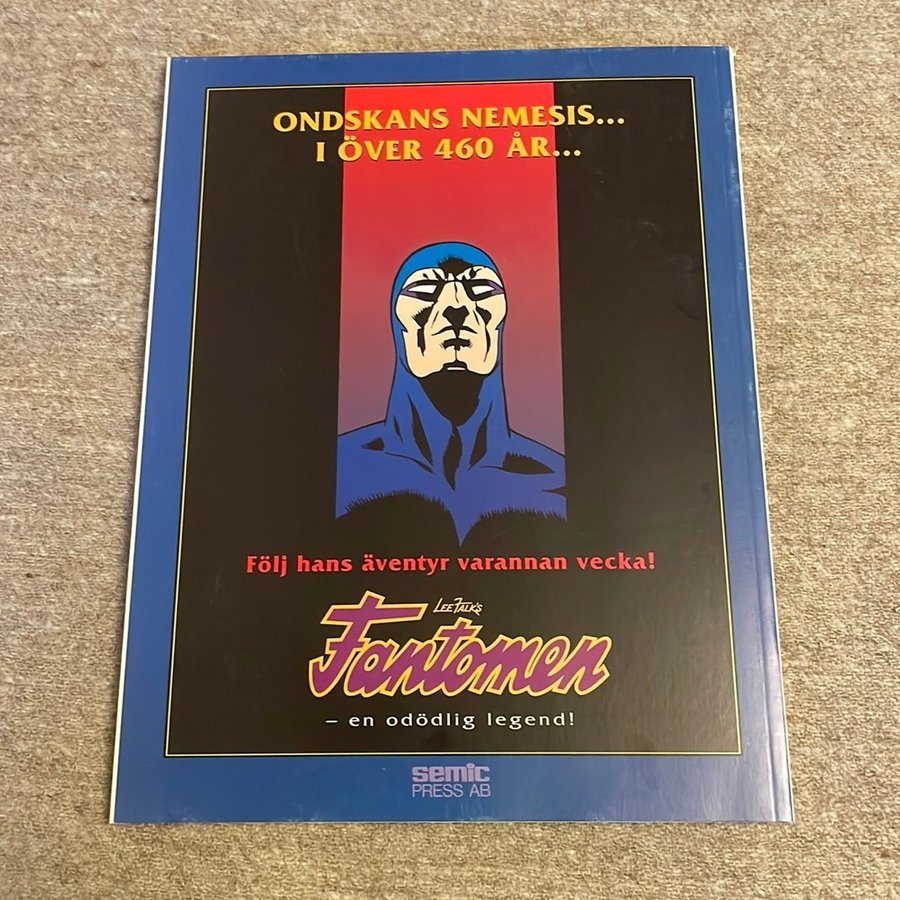 ONDSKANS NEMESIS...
I ÖVER 460 ÅR...
Följ hans äventyr varannan vecka!
LEE FALK'S
Fantomen
– en odödlig legend!
semic
PRESS AB